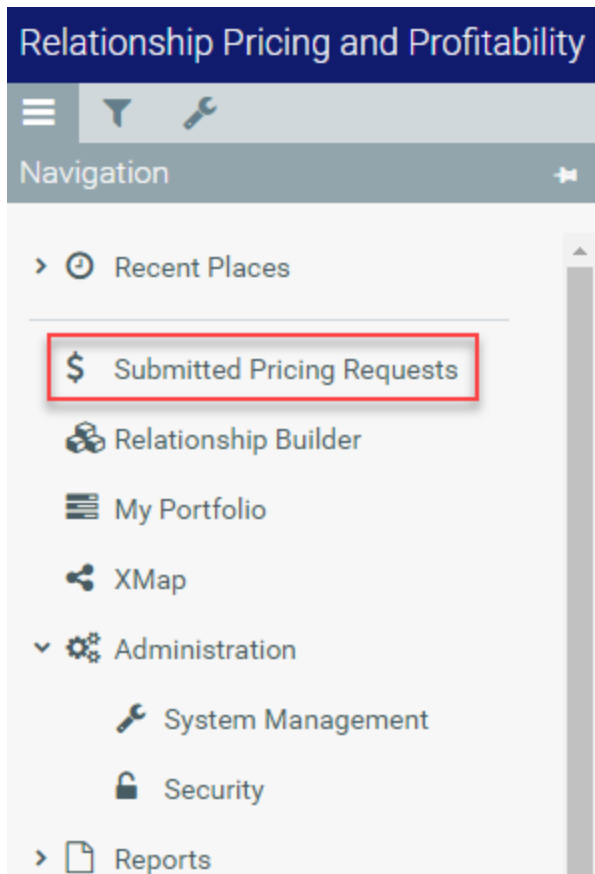 Relationship Pricing and Profitability
Navigation
Recent Places
$ Submitted Pricing Requests
Relationship Builder
My Portfolio
XMap
Administration
System Management
Security
Reports